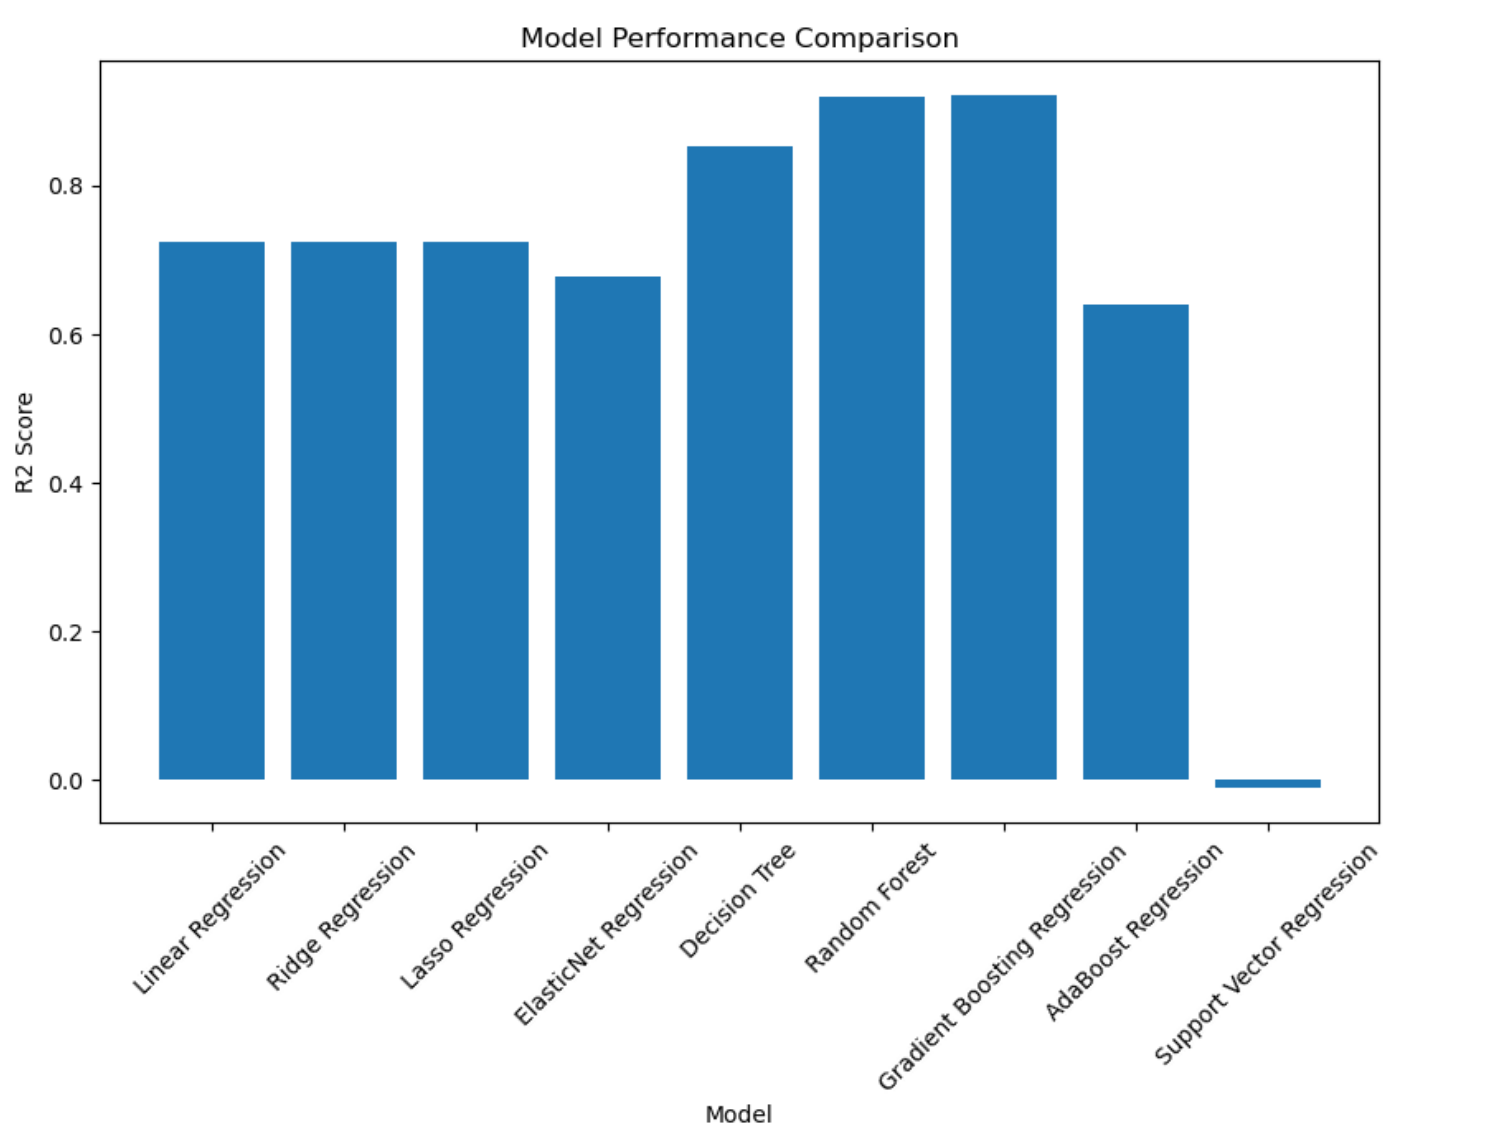 Model Performance Comparison
R2 Score
0.8
0.6
0.4
0.2
0.0
Linear Regression
Ridge Regression
Lasso Regression
ElasticNet Regression
Decision Tree
Random Forest
Gradient Boosting Regression
AdaBoost Regression
Support Vector Regression
Model